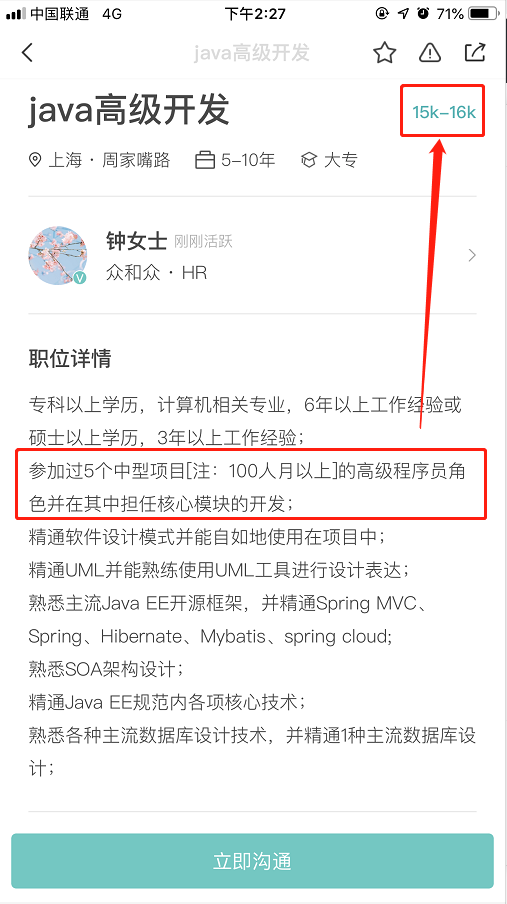 中国联通 4G 下午2:27 71%
java高级开发
java高级开发 15k-16k
上海·周家嘴路 5-10年 大专
钟女士 刚刚活跃
V
众和众·HR
职位详情
专科以上学历，计算机相关专业，6年以上工作经验或
硕士以上学历，3年以上工作经验；
参加过5个中型项目[注：100人月以上]的高级程序员角
色并在其中担任核心模块的开发；
精通软件设计模式并能自如地使用在项目中；
精通UML并能熟练使用UML工具进行设计表达；
熟悉主流Java EE开源框架，并精通Spring MVC、
Spring、Hibernate、Mybatis、spring cloud;
熟悉SOA架构设计；
精通Java EE规范内各项核心技术；
熟悉各种主流数据库设计技术，并精通1种主流数据库设
计；
立即沟通